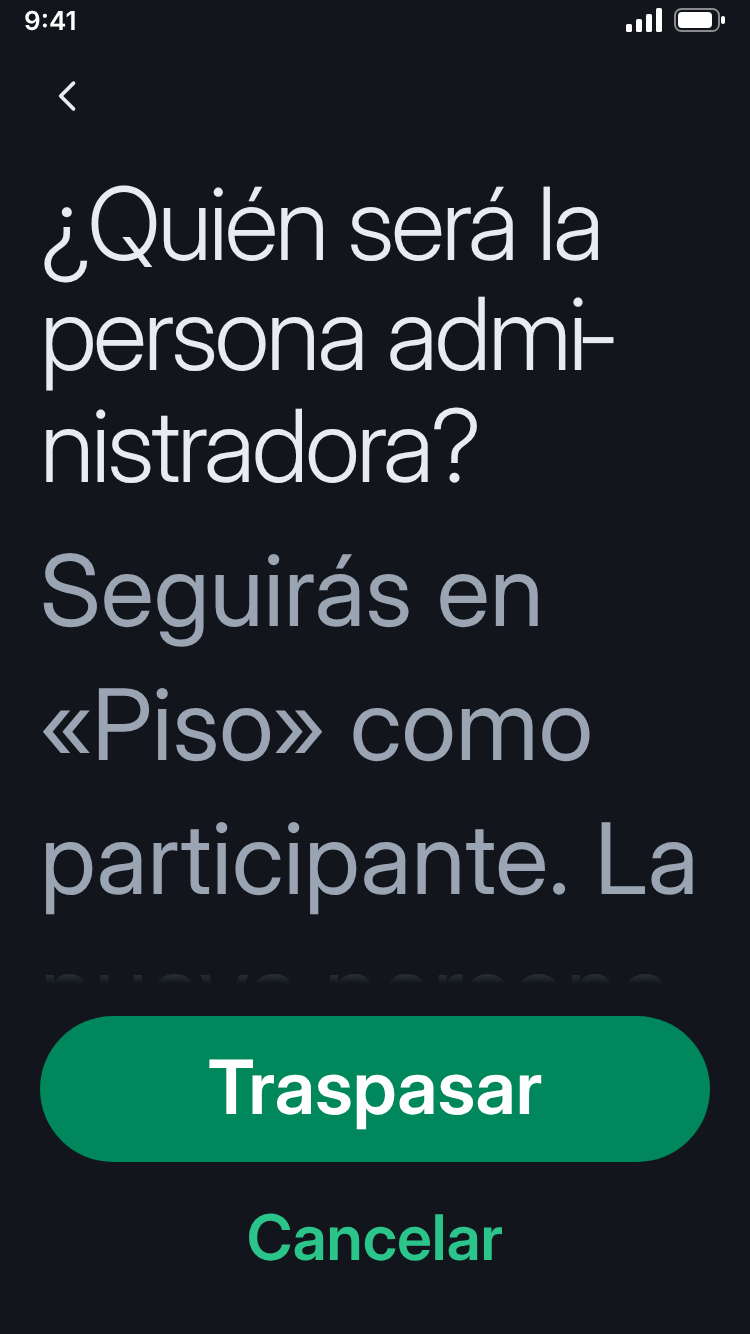 9:41
¿Quién será la
persona admi-
nistradora?
Seguirás en
«Piso» como
participante. La
Traspasar
Cancelar